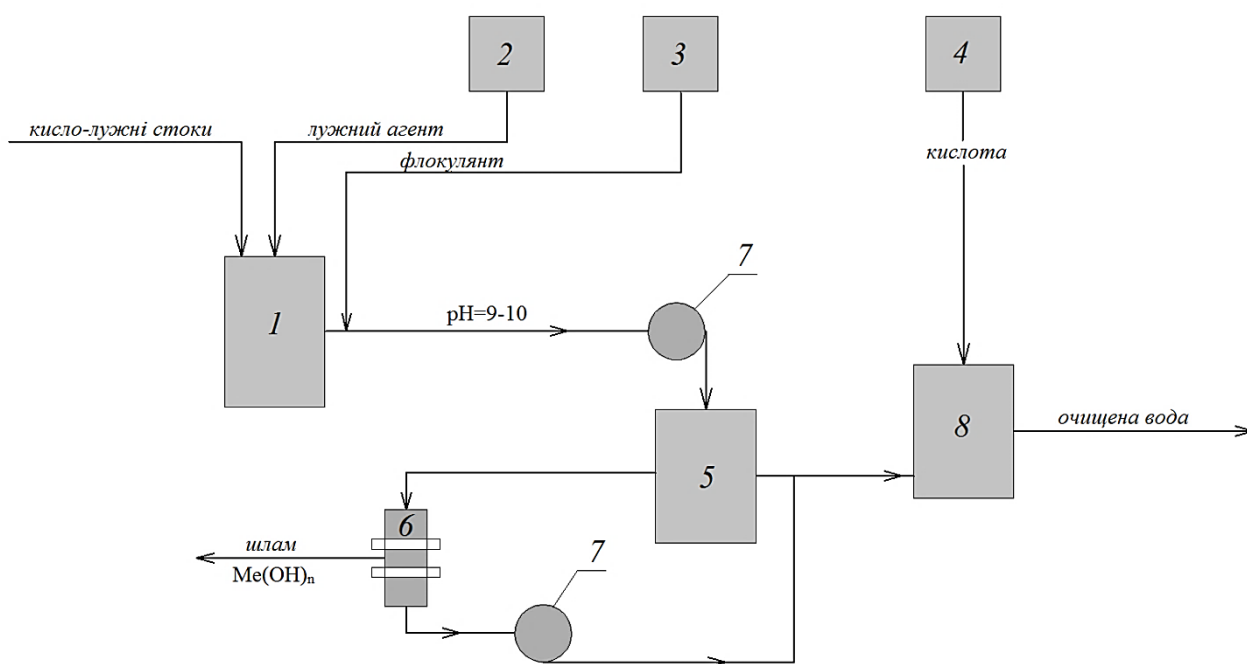 2
3
4
кисло-лужні стоки
лужний агент
флокулянт
кислота
7
1
pH=9-10
5
8
очищена вода
6
шлам
Me(OH)ₙ
7